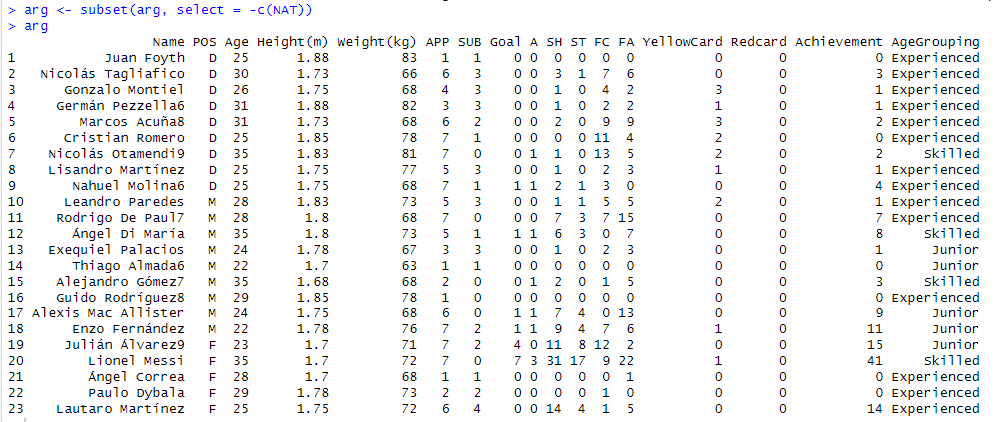 > arg <- subset(arg, select = -c(NAT))
> arg
Name POS Age Height(m) Weight(kg) APP SUB Goal A SH ST FC FA YellowCard Redcard Achievement AgeGrouping
1 Juan Foyth D 25 1.88 83 1 1 0 0 0 0 0 0 0 0 0 Experienced
2 Nicolás Tagliafico D 30 1.73 66 6 3 0 0 3 1 7 6 0 0 3 Experienced
3 Gonzalo Montiel D 26 1.75 68 4 3 0 0 1 0 4 2 3 0 1 Experienced
4 Germán Pezzella6 D 31 1.88 82 3 3 0 0 1 0 2 2 1 0 1 Experienced
5 Marcos Acuña8 D 31 1.73 68 6 2 0 0 2 0 9 9 3 0 2 Experienced
6 Cristian Romero D 25 1.85 78 7 1 0 0 0 0 11 4 2 0 0 Experienced
7 Nicolás Otamendi9 D 35 1.83 81 7 0 0 1 1 0 13 5 2 0 2 Skilled
8 Lisandro Martínez D 25 1.75 77 5 3 0 0 1 0 2 3 1 0 1 Experienced
9 Nahuel Molina6 D 25 1.75 68 7 1 1 1 2 1 3 0 0 0 4 Experienced
10 Leandro Paredes M 28 1.83 73 5 3 0 0 1 1 5 5 2 0 1 Experienced
11 Rodrigo De Paul7 M 28 1.8 68 7 0 0 0 7 3 7 15 0 0 7 Experienced
12 Ángel Di María M 35 1.8 73 5 1 1 1 6 3 0 7 0 0 8 Skilled
13 Exequiel Palacios M 24 1.78 67 3 3 0 0 1 0 2 3 0 0 1 Junior
14 Thiago Almada6 M 22 1.7 63 1 1 0 0 0 0 0 0 0 0 0 Junior
15 Alejandro Gómez7 M 35 1.68 68 2 0 0 1 2 0 1 5 0 0 3 Skilled
16 Guido Rodríguez8 M 29 1.85 78 1 0 0 0 0 0 0 0 0 0 0 Experienced
17 Alexis Mac Allister M 24 1.75 68 6 0 1 1 7 4 0 13 0 0 9 Junior
18 Enzo Fernández M 22 1.78 76 7 2 1 1 9 4 7 6 1 0 11 Junior
19 Julián Álvarez9 F 23 1.7 71 7 2 4 0 11 8 12 2 0 0 15 Junior
20 Lionel Messi F 35 1.7 72 7 0 7 3 31 17 9 22 1 0 41 Skilled
21 Ángel Correa F 28 1.7 68 1 1 0 0 0 0 0 1 0 0 0 Experienced
22 Paulo Dybala F 29 1.78 73 2 2 0 0 0 0 1 0 0 0 0 Experienced
23 Lautaro Martínez F 25 1.75 72 6 4 0 0 14 4 1 5 0 0 14 Experienced